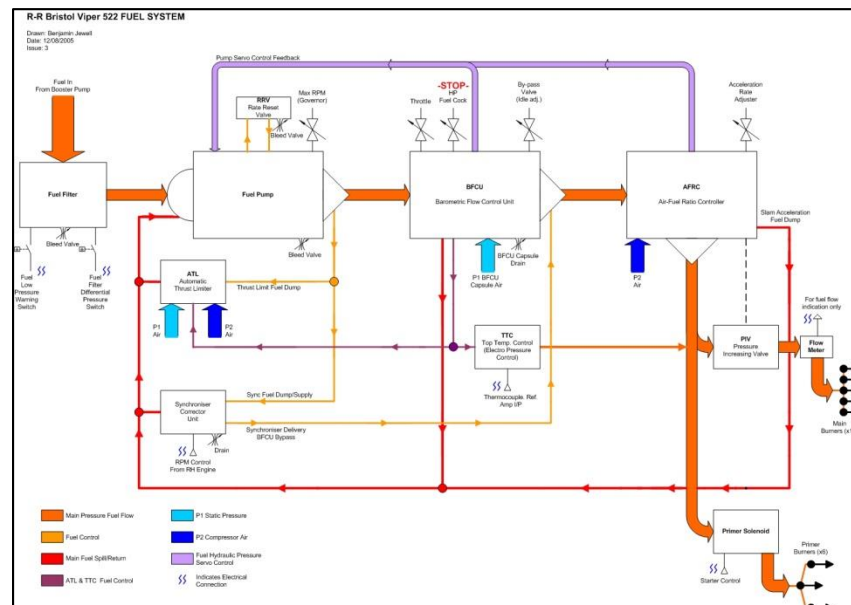 R-R Bristol Viper 522 FUEL SYSTEM
Drawn: Benjamin Jewell
Date: 12/08/2005
Issue: 3
Fuel In
From Booster Pump
Pump Servo Control Feedback
RRV
Rate Reset
Valve
Bleed Valve
Max RPM
(Governor)
Throttle
-STOP-
HP
Fuel Cock
By-pass
Valve
(Idle adj.)
Acceleration
Rate
Adjuster
Fuel Filter
Fuel Pump
BFCU
Barometric Flow Control Unit
AFRC
Air-Fuel Ratio Controller
Bleed Valve
Bleed Valve
Fuel
Low
Pressure
Warning
Switch
Fuel
Filter
Differential
Pressure
Switch
P1 BFCU
Capsule Air
BFCU Capsule
Drain
P2
Air
Stem Acceleration
Fuel Dump
ATL
Automatic
Thrust Limiter
Thrust Limit Fuel Dump
P1
Air
P2
Air
TTC
Top Temp. Control
(Electro Pressure
Control)
Thermocouple. Ref.
Amp I/P
PIV
Pressure
Increasing Valve
For fuel flow
indication only
Flow
Meter
Main
Synchroniser
Corrector
Unit
Sync Fuel Dump/Supply
Synchroniser Delivery
BFCU Bypass
Drain
RPM Control
From RH Engine
Primer Solenoid
Starter Control
Primer
Burners (x6)
Main Pressure Fuel Flow
Fuel Control
Main Fuel Spill/Return
ATL & TTC Fuel Control
P1 Static Pressure
P2 Compressor Air
Fuel Hydraulic Pressure
Servo Control
Indicates Electrical
Connection